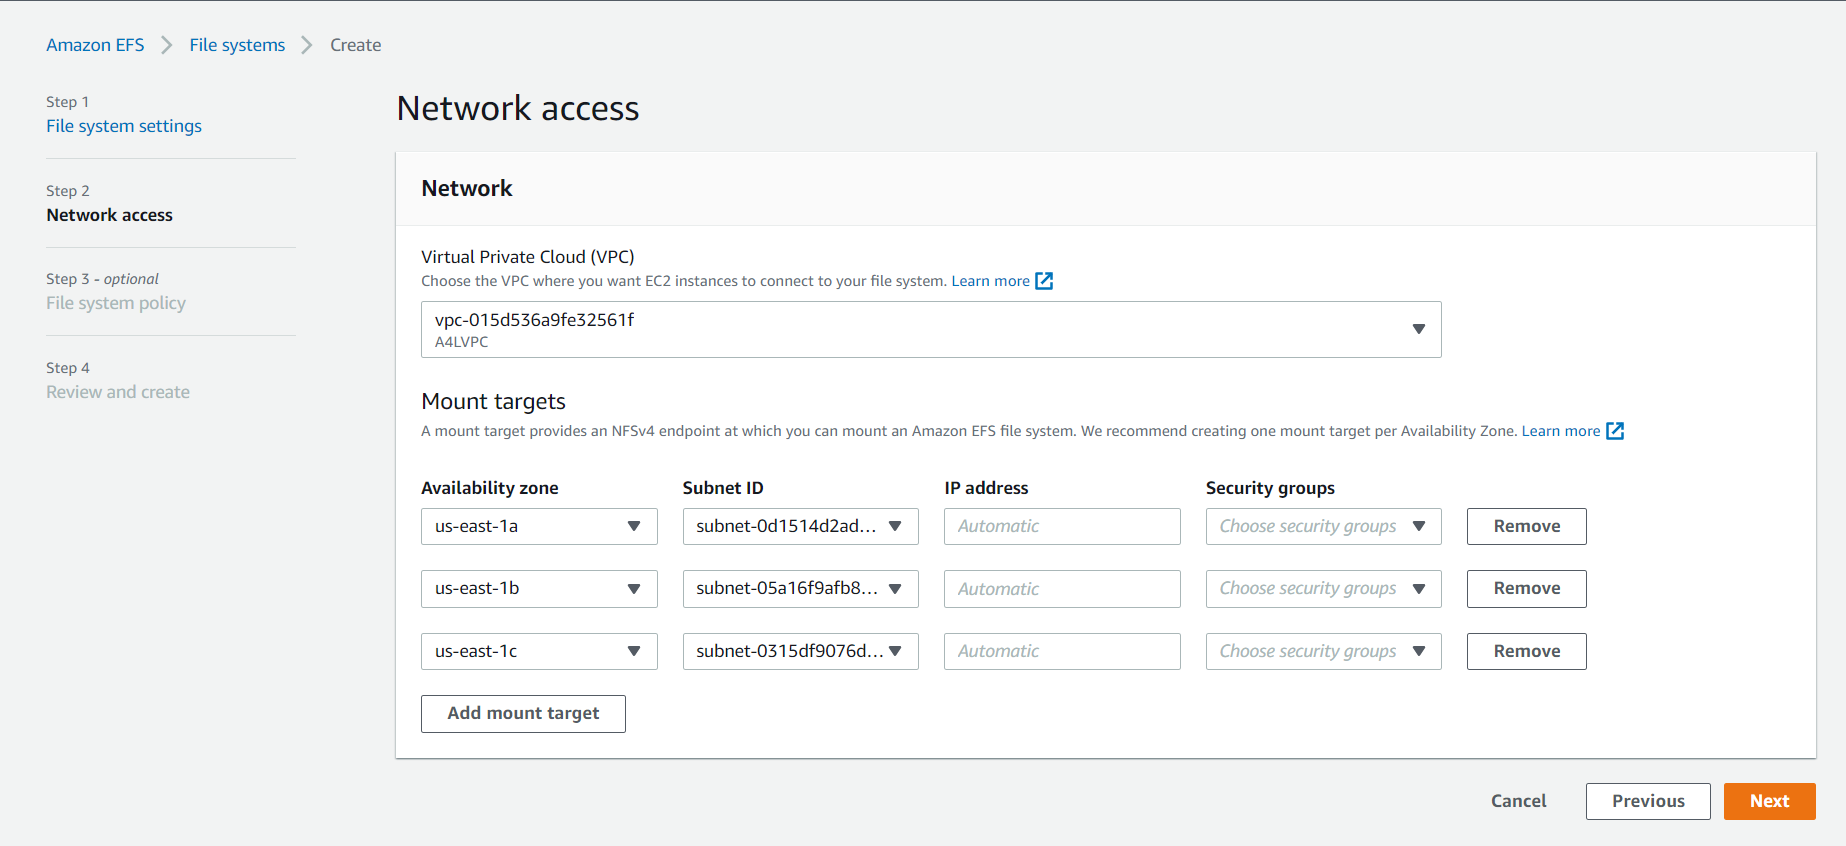 Amazon EFS File systems Create
Step 1
File system settings
Step 2
Network access
Step 3 - optional
File system policy
Step 4
Review and create
Network access
Network
Virtual Private Cloud (VPC)
Choose the VPC where you want EC2 instances to connect to your file system. Learn more
vpc-015d536a9fe32561f
A4LVPC
Mount targets
A mount target provides an NFSv4 endpoint at which you can mount an Amazon EFS file system. We recommend creating one mount target per Availability Zone. Learn more
Availability zone Subnet ID IP address Security groups
us-east-1a subnet-0d1514d2ad... Automatic Choose security groups Remove
us-east-1b subnet-05a16f9afb8... Automatic Choose security groups Remove
us-east-1c subnet-0315df9076d... Automatic Choose security groups Remove
Add mount target
Cancel Previous Next